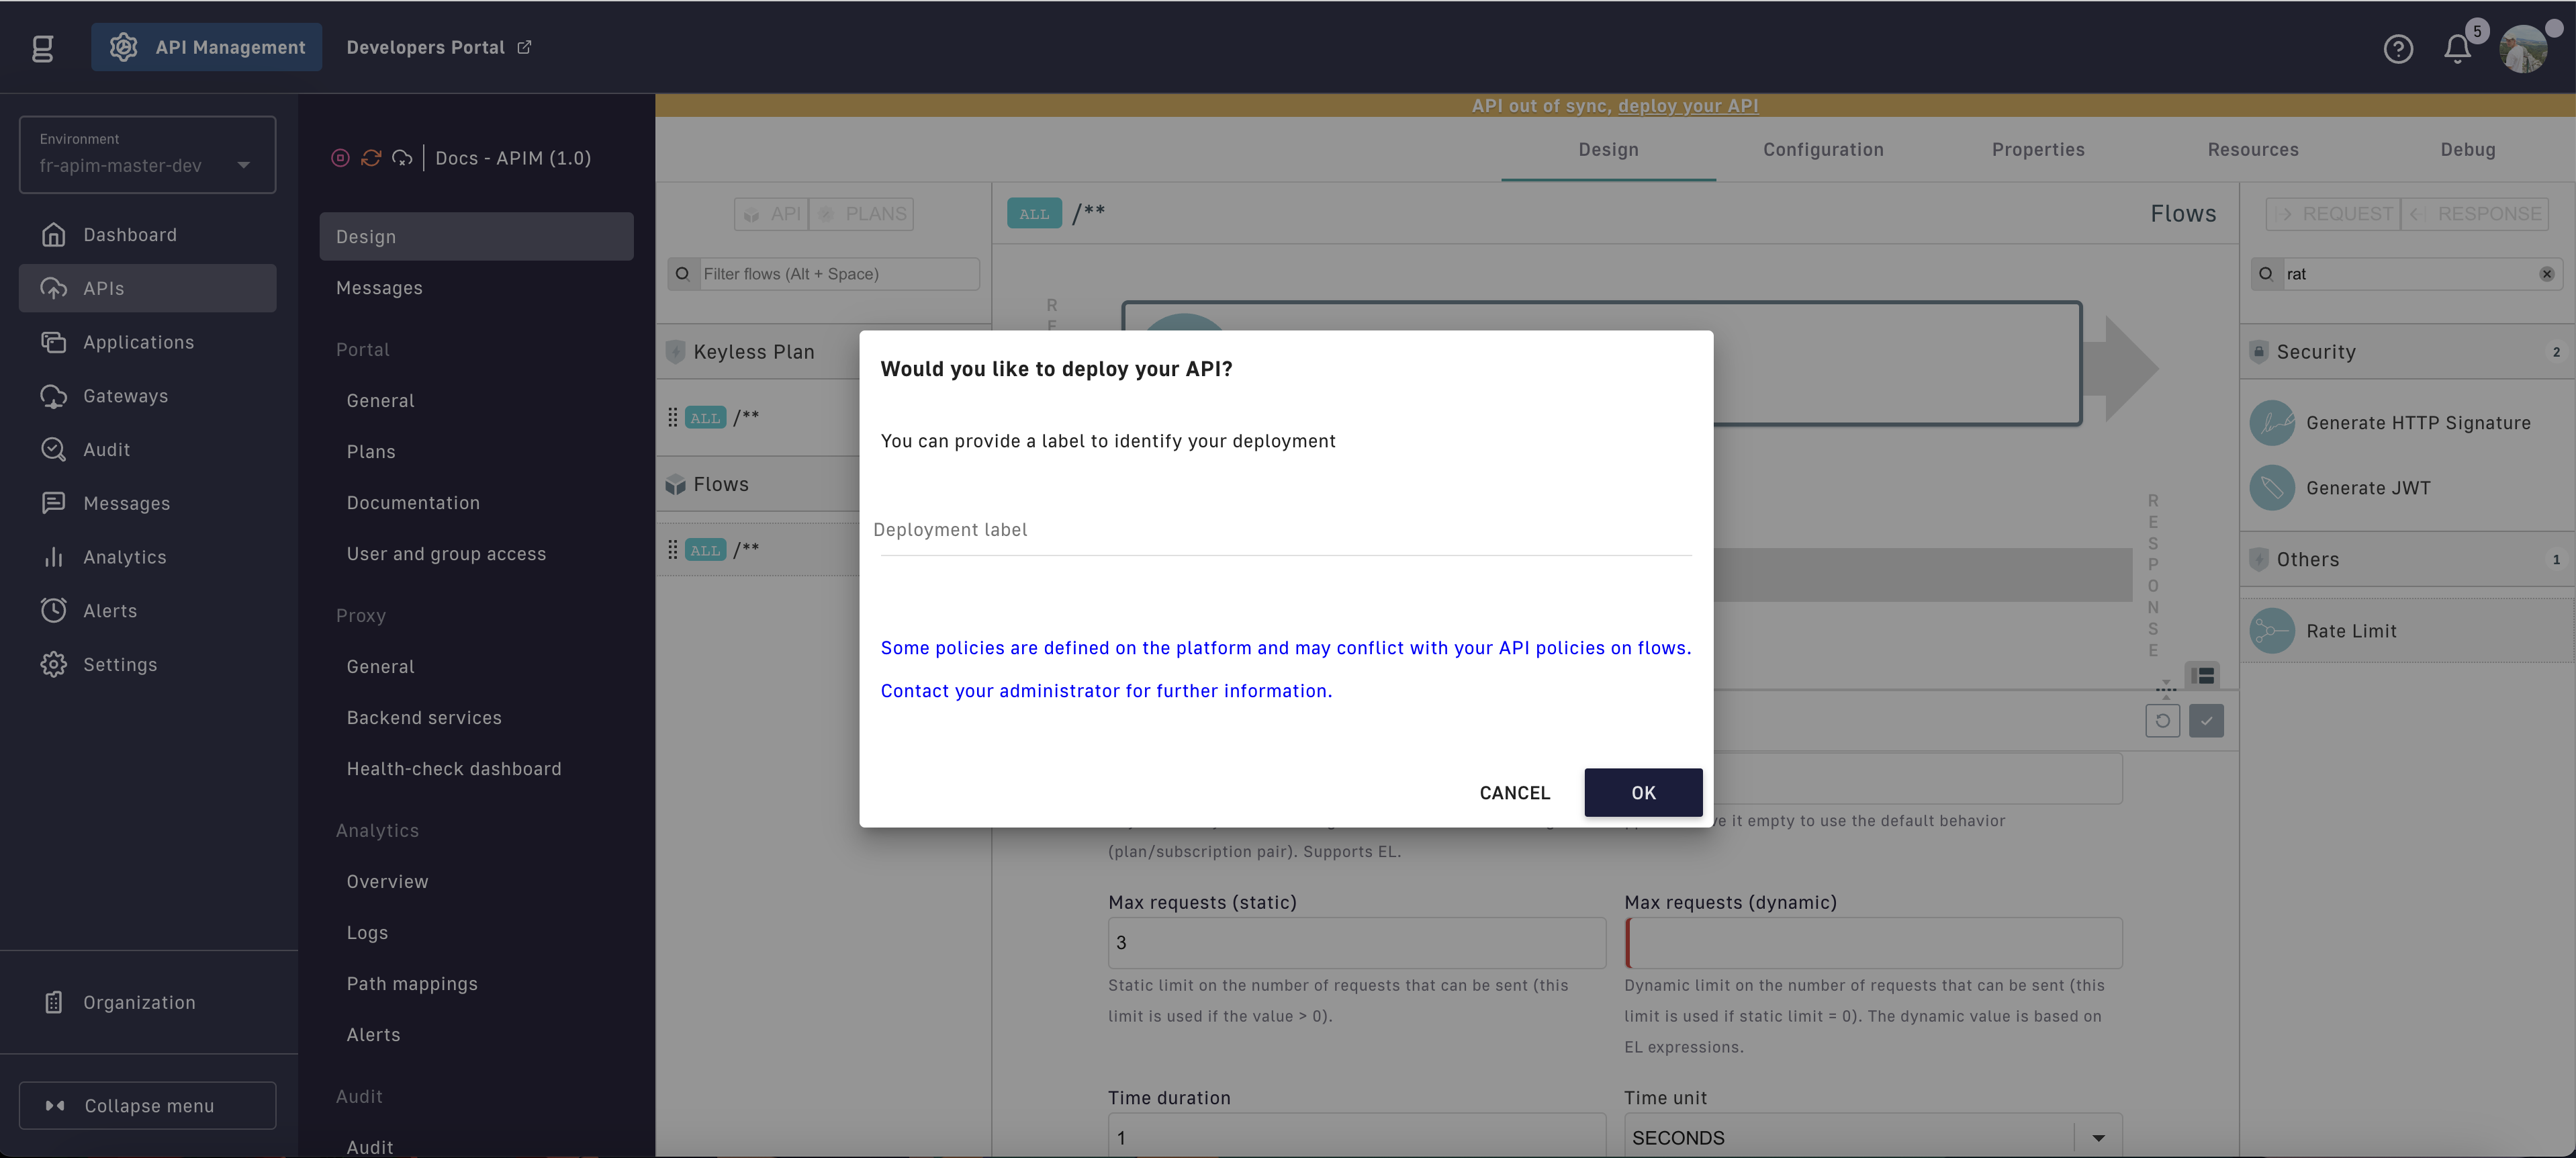 API Management
Developers Portal
5
Environment
fr-apim-master-dev
Dashboard
APIs
Applications
Gateways
Audit
Messages
Analytics
Alerts
Settings
Organization
Collapse menu
Docs - APIM (1.0)
Design
Messages
Portal
General
Plans
Documentation
User and group access
Proxy
General
Backend services
Health-check dashboard
Analytics
Overview
Logs
Path mappings
Alerts
Audit
Audit
API out of sync, deploy your API
Design Configuration Properties Resources Debug
API PLANS
Filter flows (Alt + Space)
Keyless Plan
ALL /**
Flows
ALL /**
ALL /**
Flows
RE
RESPONSE
Would you like to deploy your API?
You can provide a label to identify your deployment
Deployment label
Some policies are defined on the platform and may conflict with your API policies on flows.
Contact your administrator for further information.
CANCEL OK
it empty to use the default behavior
(plan/subscription pair). Supports EL.
Max requests (static)
3
Static limit on the number of requests that can be sent (this
limit is used if the value > 0).
Max requests (dynamic)
Dynamic limit on the number of requests that can be sent (this
limit is used if static limit = 0). The dynamic value is based on
EL expressions.
Time duration
1
Time unit
SECONDS
REQUEST RESPONSE
rat
Security 2
Generate HTTP Signature
Generate JWT
Others 1
Rate Limit